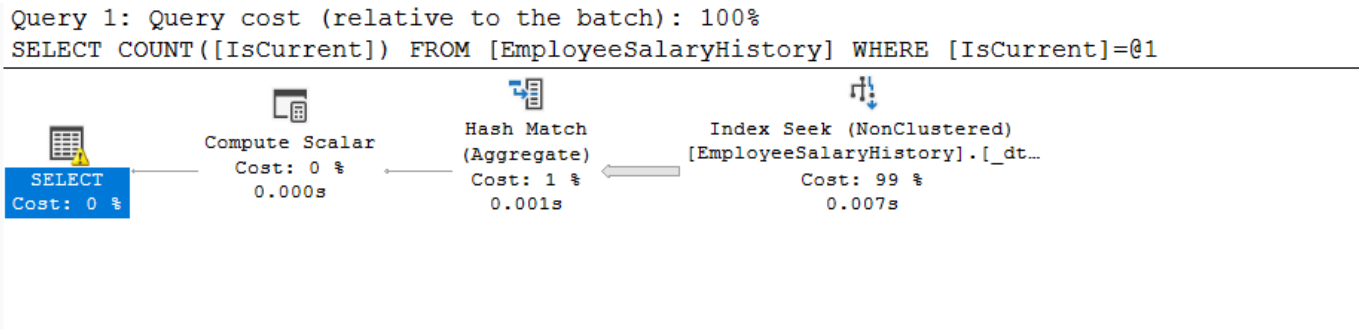 Query 1: Query cost (relative to the batch): 100%
SELECT COUNT([IsCurrent]) FROM [EmployeeSalaryHistory] WHERE [IsCurrent]=@1
SELECT
Cost: 0 %
Compute Scalar
Cost: 0 %
0.000s
Hash Match
(Aggregate)
Cost: 1 %
0.001s
Index Seek (NonClustered)
[EmployeeSalaryHistory].[_dt…
Cost: 99 %
0.007s